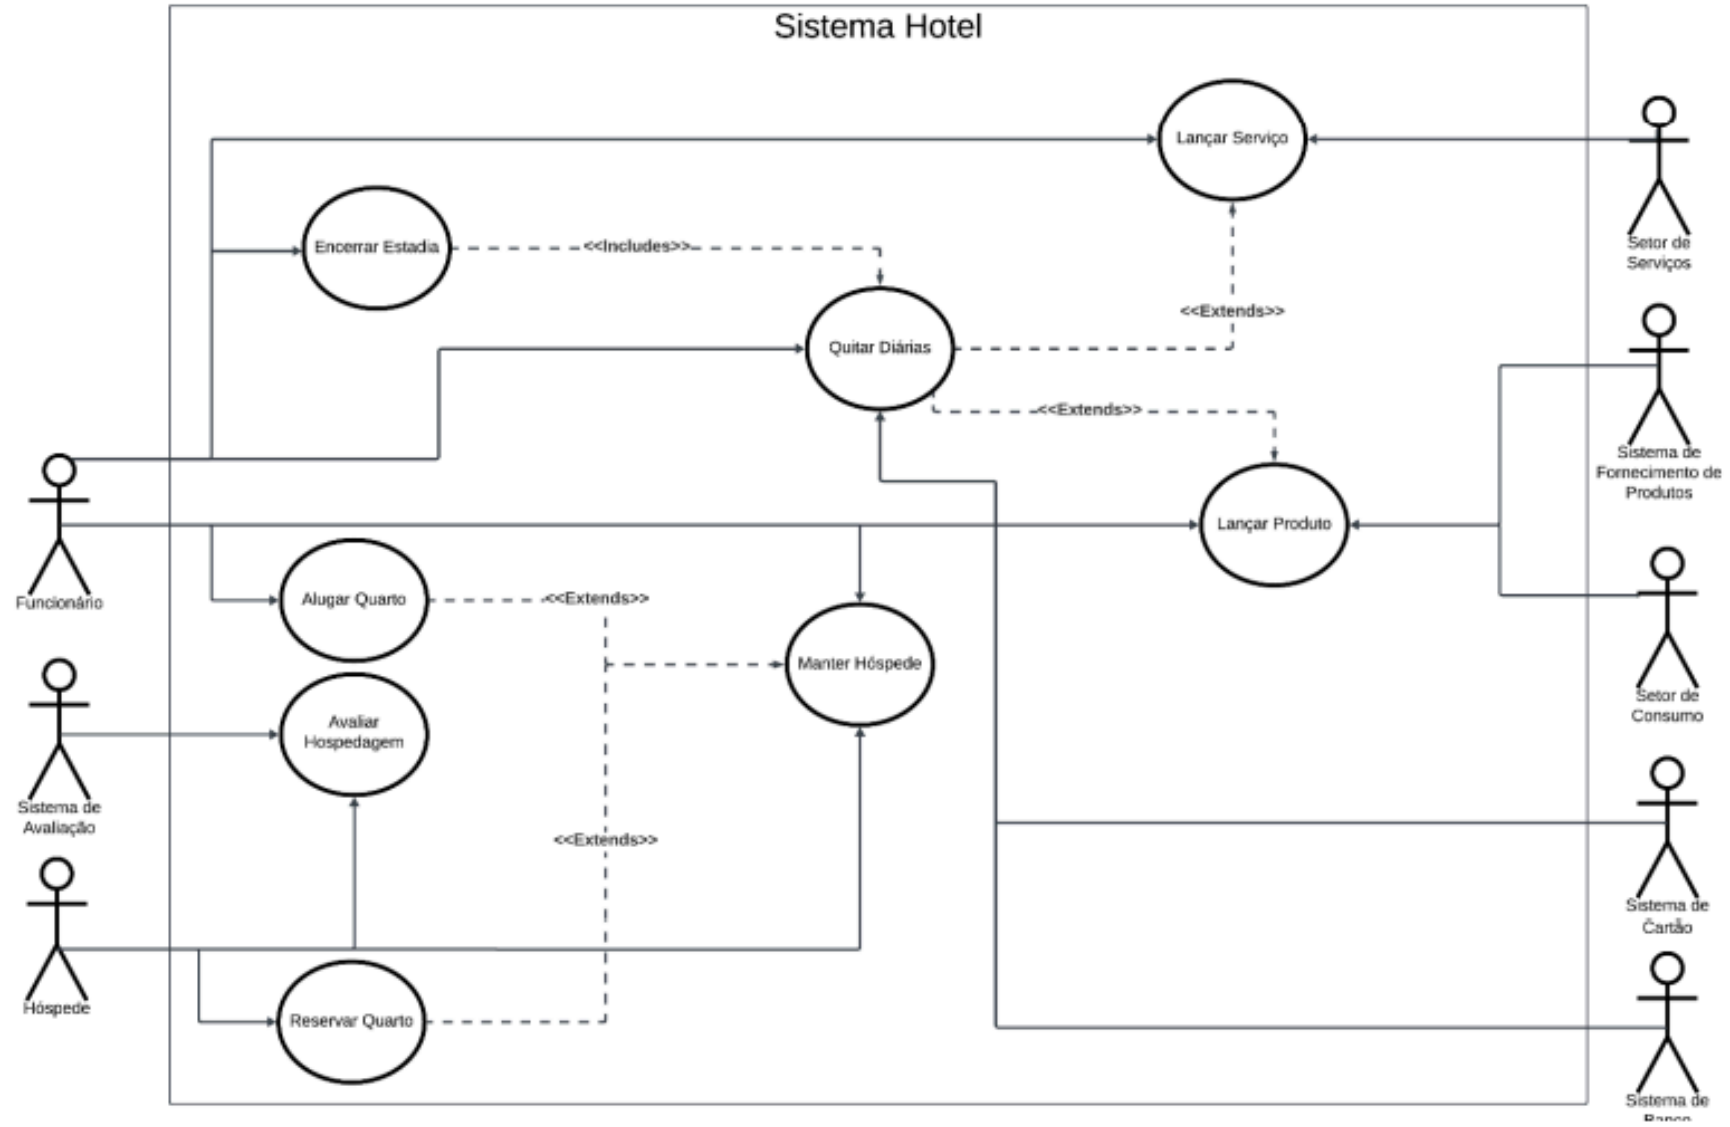 Sistema Hotel
Lançar Serviço
Setor de
Serviços
Encerrar Estadia
<<Includes>>
<<Extends>>
Quitar Diárias
<<Extends>>
Sistema de
Fornecimento de
Produtos
Lançar Produto
Funcionário
Alugar Quarto
<<Extends>>
Manter Hóspede
Setor de
Consumo
Avaliar
Hospedagem
Sistema de
Avaliação
<<Extends>>
Sistema de
Cartão
Hóspede
Reservar Quarto
Sistema de
Banco